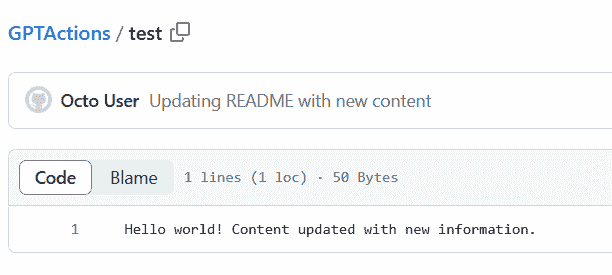 GPTActions / test
Octo User Updating README with new content
Code Blame 1 lines (1 loc) · 50 Bytes
1 Hello world! Content updated with new information.